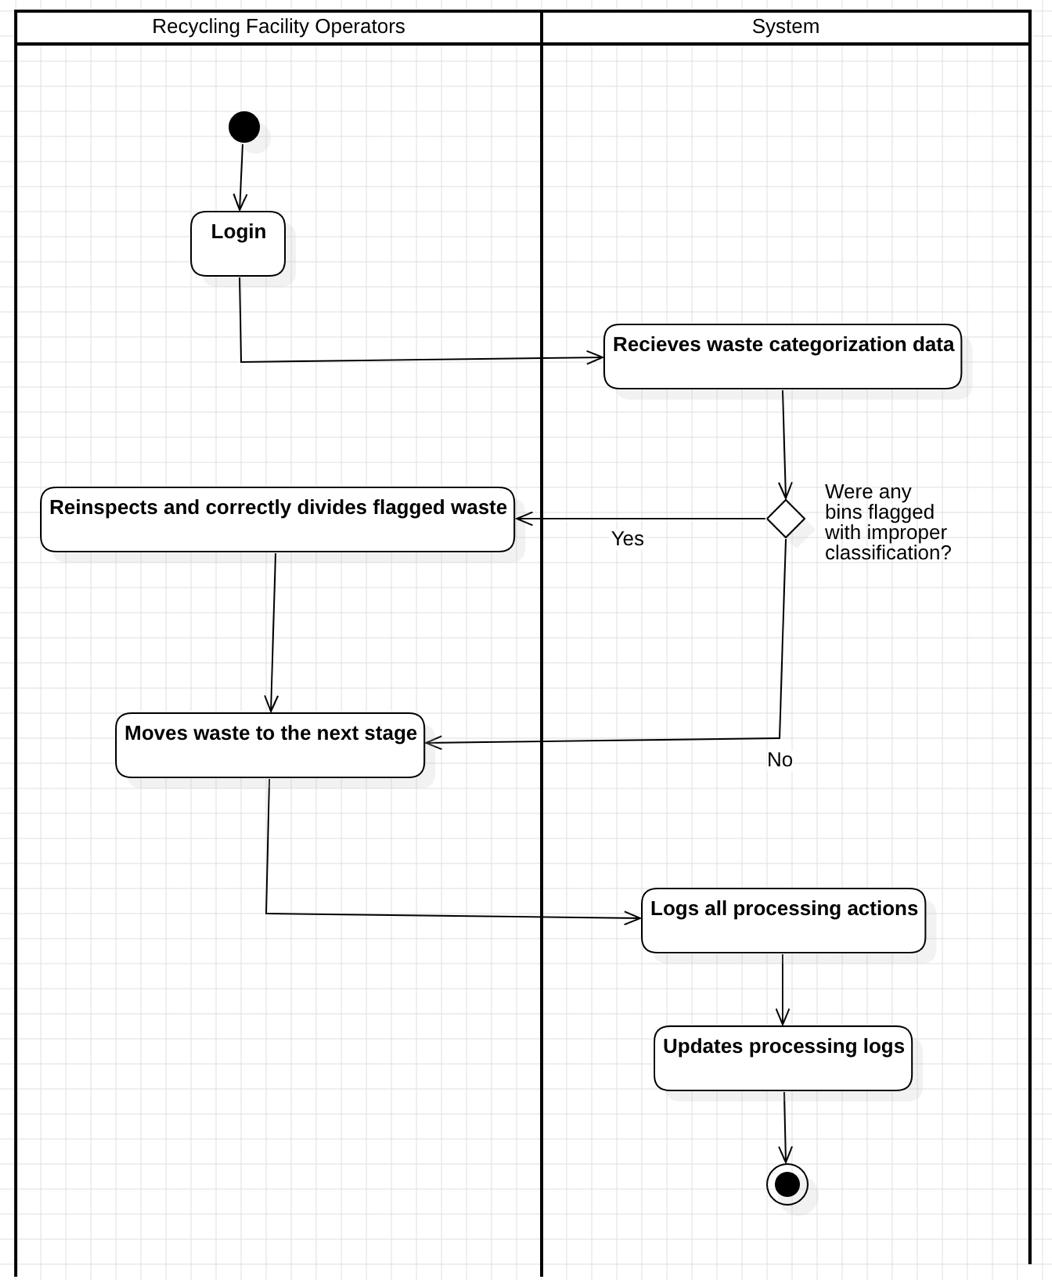 Recycling Facility Operators
System
Login
Recieves waste categorization data
Reinspects and correctly divides flagged waste
Yes
Were any
bins flagged
with improper
classification?
Moves waste to the next stage
No
Logs all processing actions
Updates processing logs